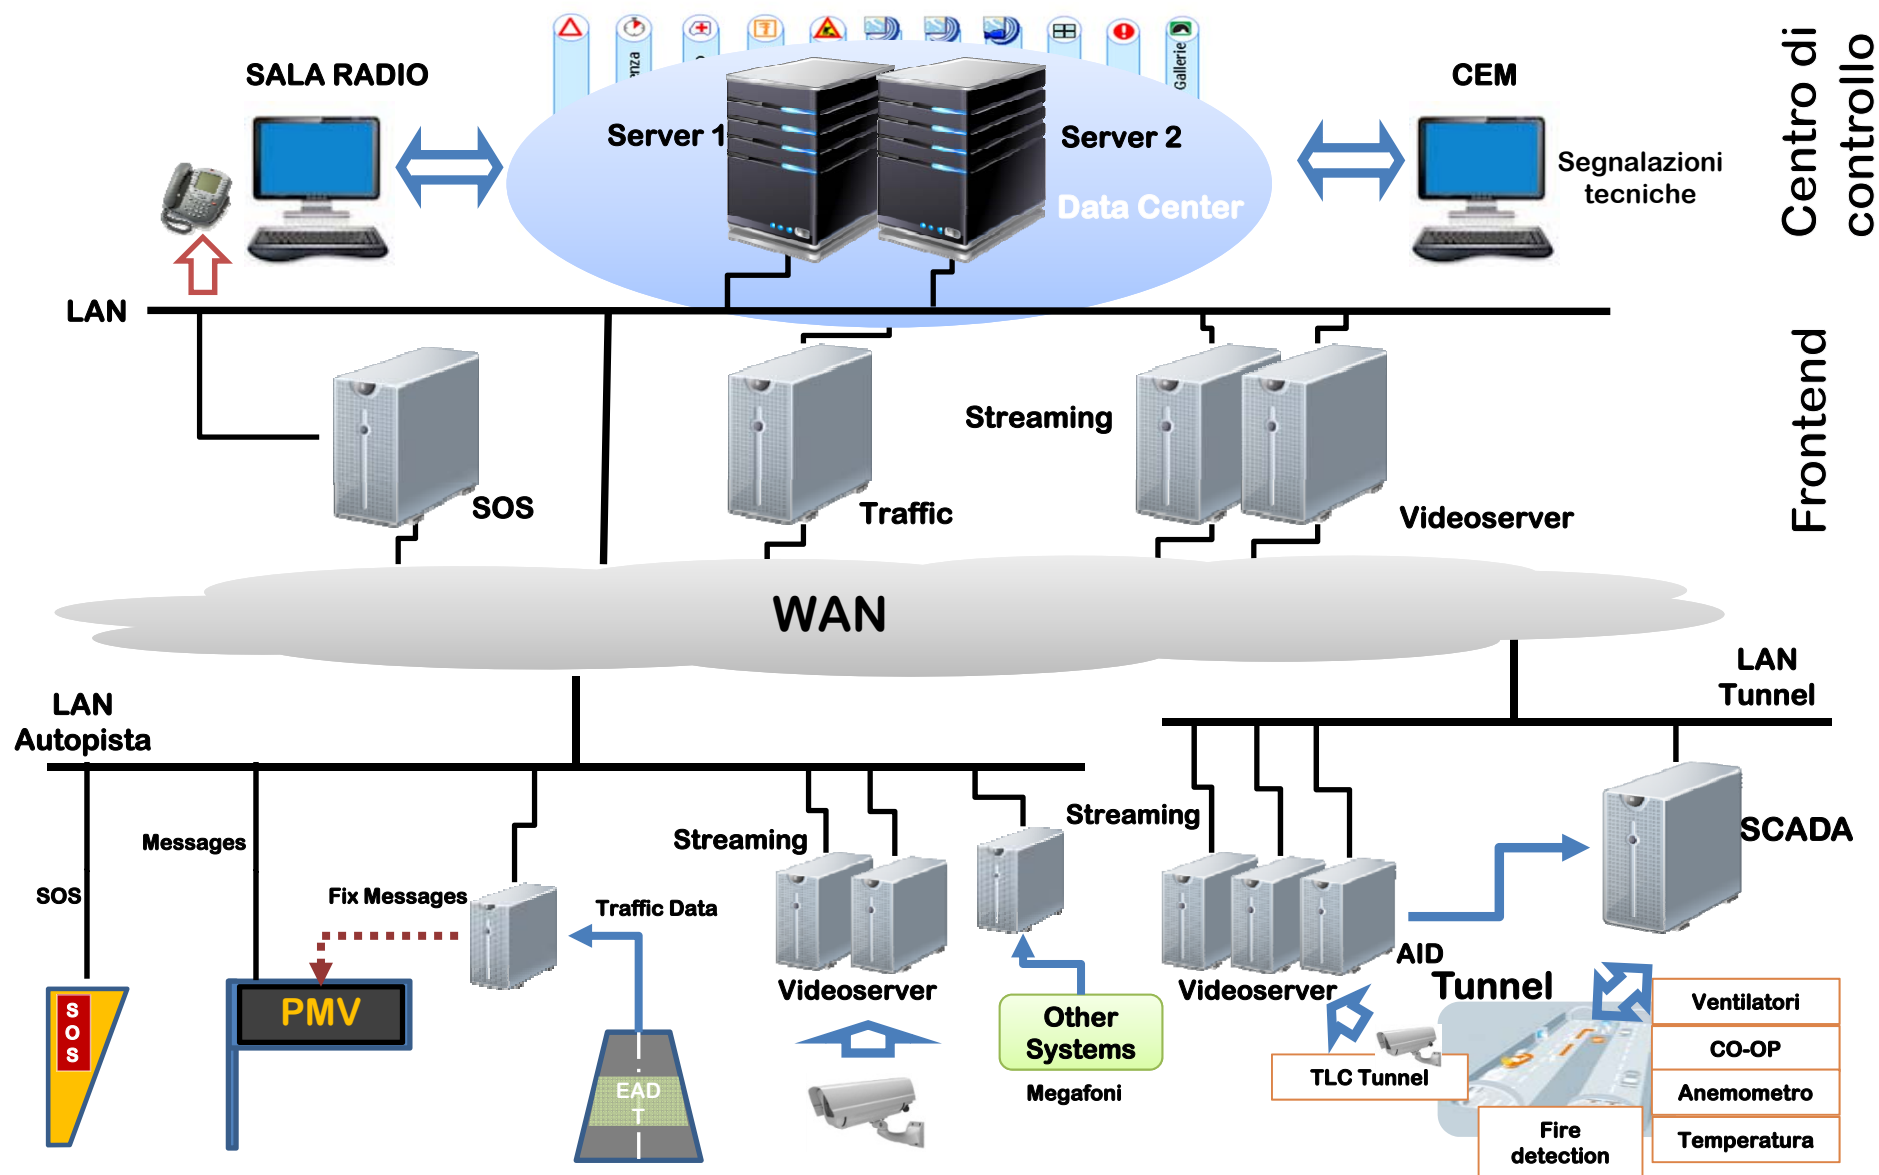 SALA RADIO
enza
Gallerie
CEM
Centro di
controllo
Server 1
Server 2
Data Center
Segnalazioni
tecniche
LAN
Frontend
Streaming
SOS
Traffic
Videoserver
WAN
LAN
Tunnel
LAN
Autopista
Messages
Streaming
Streaming
SCADA
SOS
Fix Messages
Traffic Data
AID
Videoserver
Videoserver
Tunnel
S
O
S
PMV
Other
Systems
Megafoni
EAD
T
TLC Tunnel
Ventilatori
CO-OP
Anemometro
Temperatura
Fire
detection